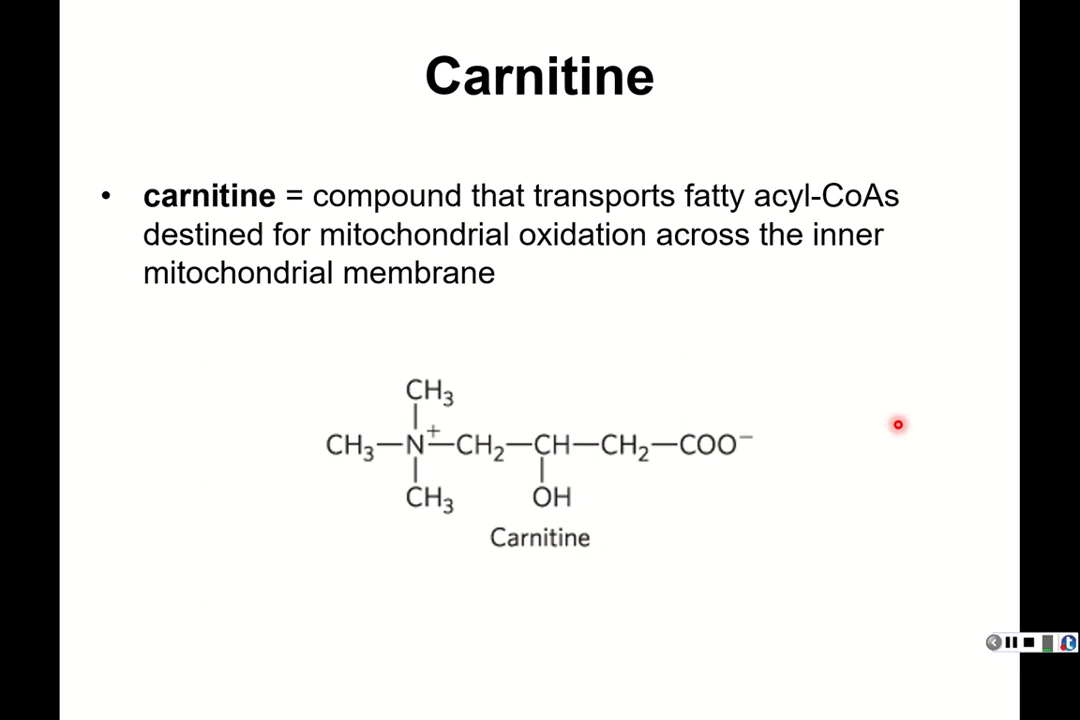 Carnitine
• carnitine = compound that transports fatty acyl-CoAs
destined for mitochondrial oxidation across the inner
mitochondrial membrane
CH₃
CH₃—N⁺—CH₂—CH—CH₂—COO⁻
CH₃ OH
Carnitine
t